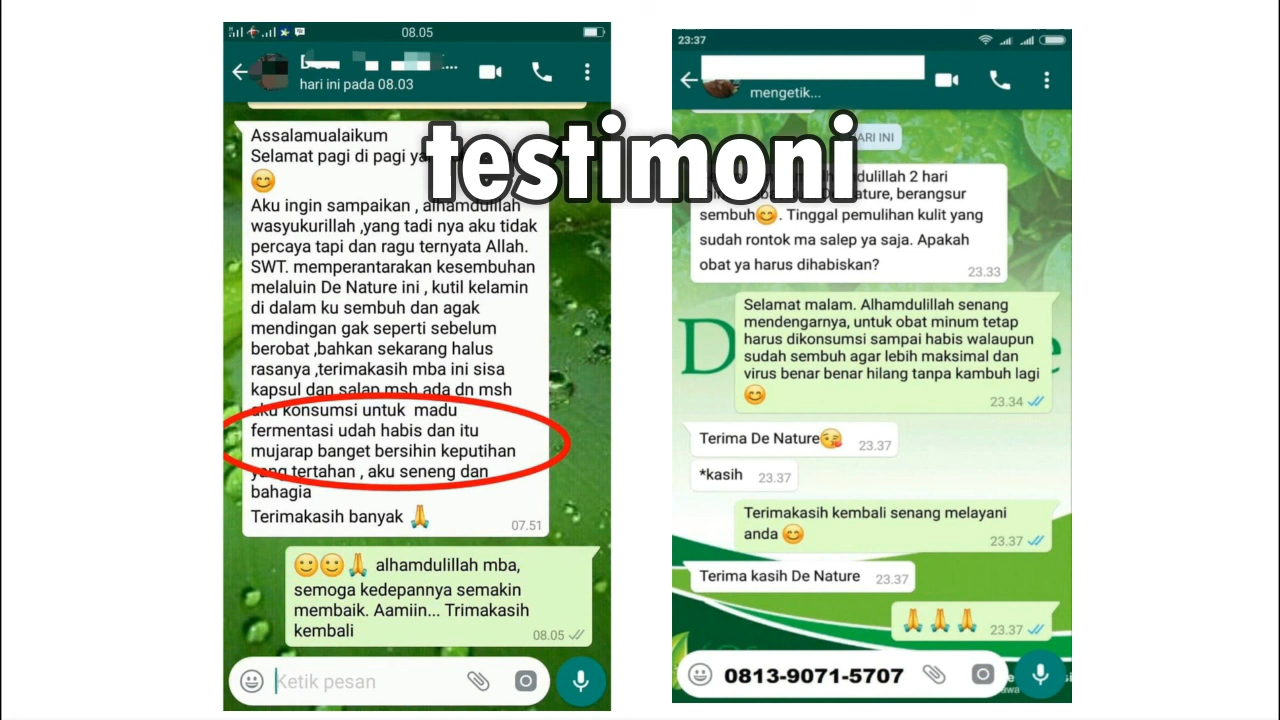 testimoni
08.05
hari ini pada 08.03
Assalamualaikum
Selamat pagi di pagi
😊
Aku ingin sampaikan , alhamdulillah
wasyukurillah ,yang tadi nya aku tidak
percaya tapi dan ragu ternyata Allah.
SWT. memperantarakan kesembuhan
melaluin De Nature ini , kutil kelamin
di dalam ku sembuh dan agak
mendingan gak seperti sebelum
berobat ,bahkan sekarang halus
rasanya ,terimakasih mba ini sisa
kapsul dan salap msh ada dn msh
aku konsumsi untuk madu
fermentasi udah habis dan itu
mujarap banget bersihin keputihan
yang tertahan , aku seneng dan
bahagia
Terimakasih banyak 🙏
07.51
🙂🙂🙏 alhamdulillah mba,
semoga kedepannya semakin
membaik. Aamiin... Trimakasih
kembali
08.05
Ketik pesan
23:37
mengetik...
ARI INI
dulillah 2 hari
ature, berangsur
sembuh😊. Tinggal pemulihan kulit yang
sudah rontok ma salep ya saja. Apakah
obat ya harus dihabiskan?
23.33
Selamat malam. Alhamdulillah senang
mendengarnya, untuk obat minum tetap
harus dikonsumsi sampai habis walaupun
sudah sembuh agar lebih maksimal dan
virus benar benar hilang tanpa kambuh lagi
😊
23.34
Terima De Nature😘
23.37
*kasih
23.37
Terimakasih kembali senang melayani
anda 😊
23.37
Terima kasih De Nature
23.37
🙏🙏🙏
23.37
0813-9071-5707